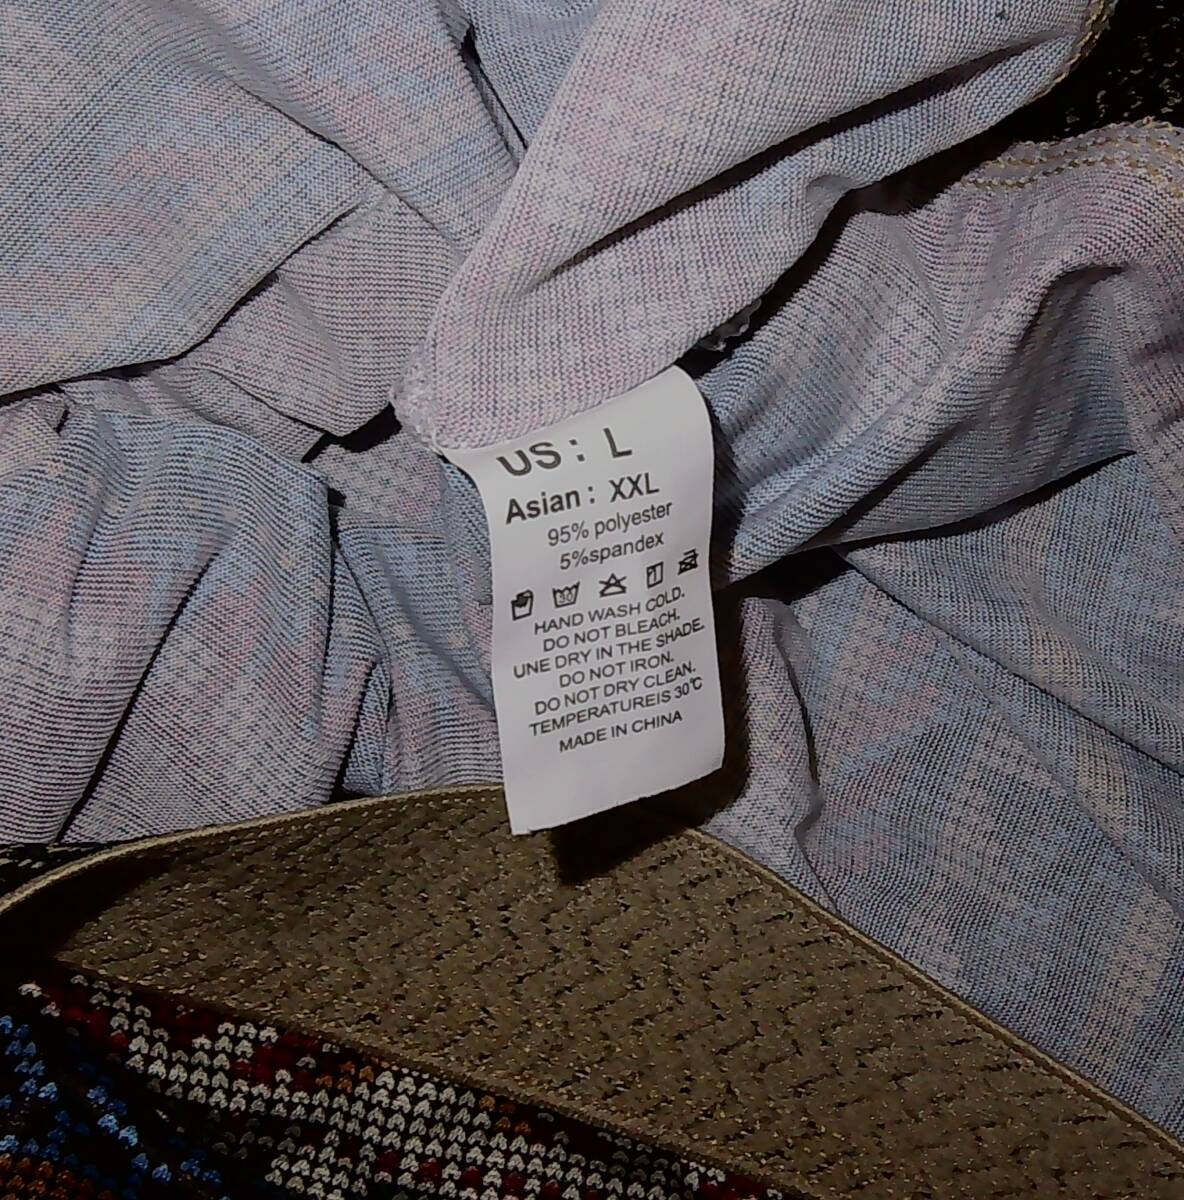 US: L
Asian: XXL
95% polyester
5%spandex
HAND WASH COLD.
DO NOT BLEACH.
UNE DRY IN THE SHADE.
DO NOT IRON.
DO NOT DRY CLEAN.
TEMPERATUREIS 30℃
MADE IN CHINA